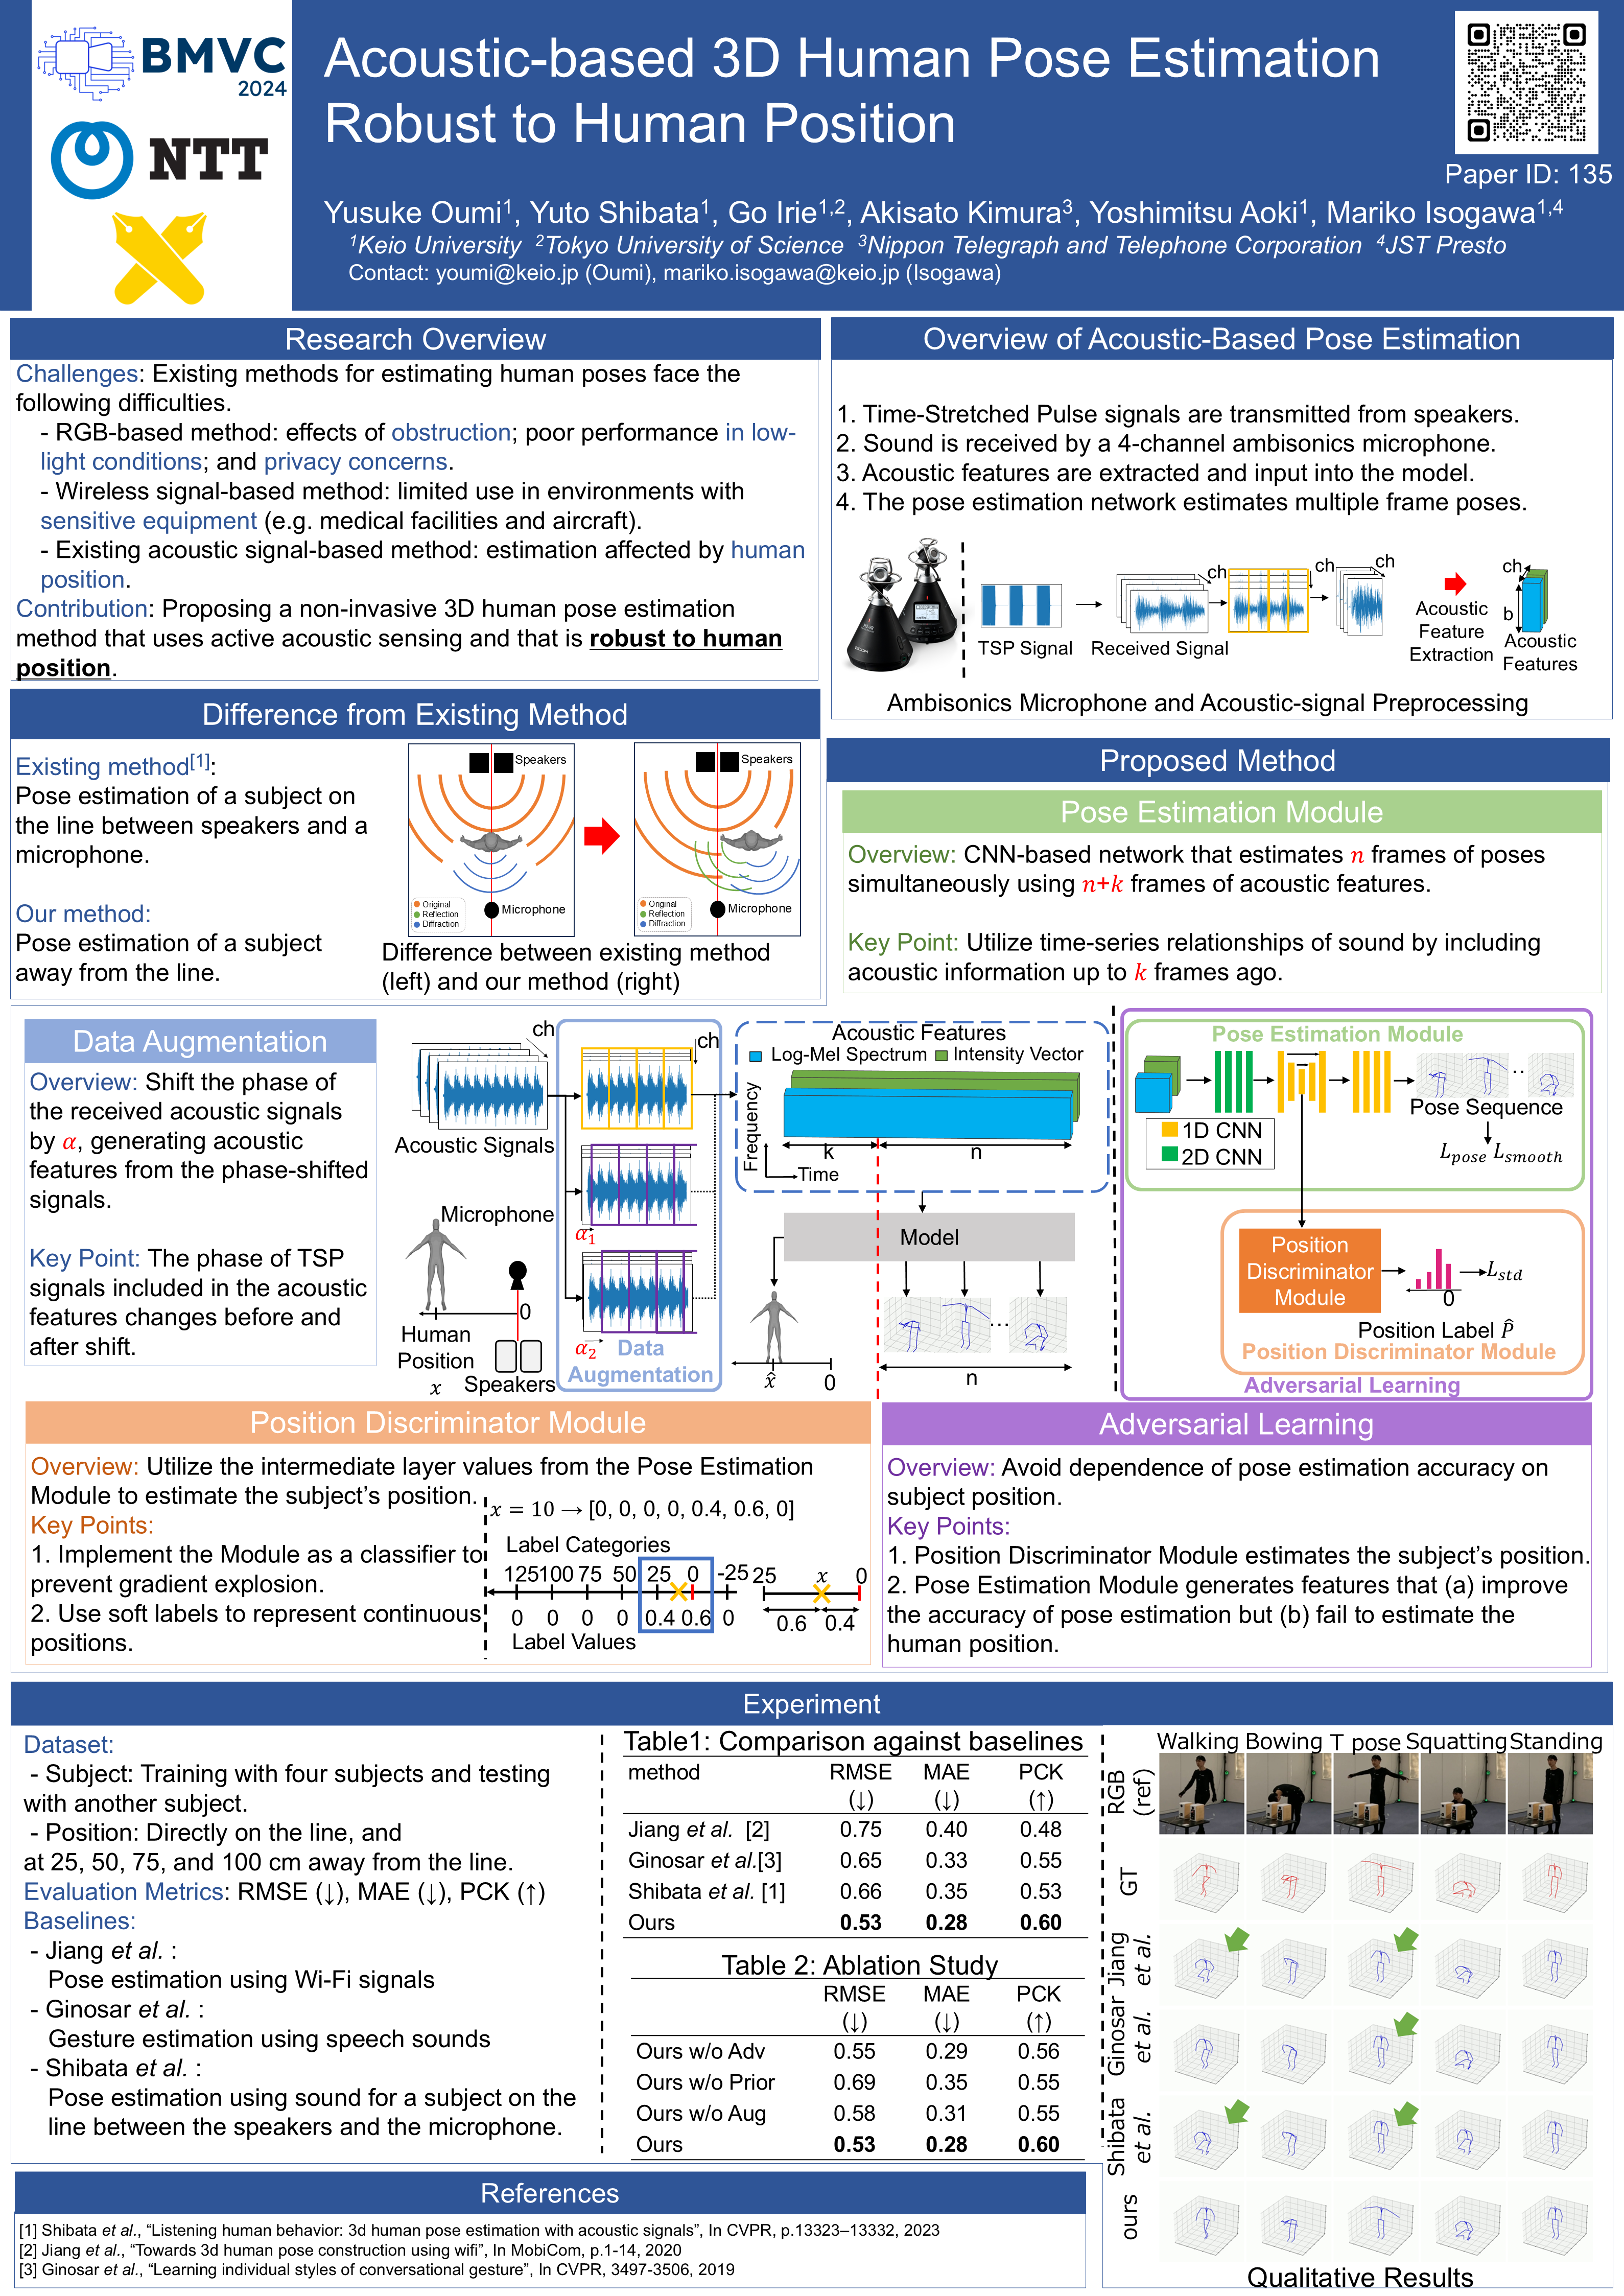 BMVC
2024
NTT
Acoustic-based 3D Human Pose Estimation
Robust to Human Position
Paper ID: 135
Yusuke Oumi¹, Yuto Shibata¹, Go Irie¹,², Akisato Kimura³, Yoshimitsu Aoki¹, Mariko Isogawa¹,⁴
¹Keio University ²Tokyo University of Science ³Nippon Telegraph and Telephone Corporation ⁴JST Presto
Contact: youmi@keio.jp (Oumi), mariko.isogawa@keio.jp (Isogawa)
Research Overview
Challenges: Existing methods for estimating human poses face the
following difficulties.
- RGB-based method: effects of obstruction; poor performance in low-
light conditions; and privacy concerns.
- Wireless signal-based method: limited use in environments with
sensitive equipment (e.g. medical facilities and aircraft).
- Existing acoustic signal-based method: estimation affected by human
position.
Contribution: Proposing a non-invasive 3D human pose estimation
method that uses active acoustic sensing and that is robust to human
position.
Overview of Acoustic-Based Pose Estimation
1. Time-Stretched Pulse signals are transmitted from speakers.
2. Sound is received by a 4-channel ambisonics microphone.
3. Acoustic features are extracted and input into the model.
4. The pose estimation network estimates multiple frame poses.
ch
ch
ch
ch
b
TSP Signal
Received Signal
Acoustic
Feature
Extraction
Acoustic
Features
Ambisonics Microphone and Acoustic-signal Preprocessing
Difference from Existing Method
Existing method[1]:
Pose estimation of a subject on
the line between speakers and a
microphone.
Our method:
Pose estimation of a subject
away from the line.
Speakers
Original
Reflection
Diffraction
Microphone
Speakers
Original
Reflection
Diffraction
Microphone
Difference between existing method
(left) and our method (right)
Proposed Method
Pose Estimation Module
Overview: CNN-based network that estimates n frames of poses
simultaneously using n+k frames of acoustic features.
Key Point: Utilize time-series relationships of sound by including
acoustic information up to k frames ago.
Data Augmentation
Overview: Shift the phase of
the received acoustic signals
by α, generating acoustic
features from the phase-shifted
signals.
Key Point: The phase of TSP
signals included in the acoustic
features changes before and
after shift.
ch
Acoustic Signals
Microphone
0
Human
Position
x
Speakers
ch
α₁
α₂
Data
Augmentation
Acoustic Features
Log-Mel Spectrum
Intensity Vector
Frequency
Time
k
n
Model
x̂
0
...
n
Pose Estimation Module
1D CNN
2D CNN
Pose Sequence
L_pose L_smooth
Position
Discriminator
Module
0
L_std
Position Label P̂
Position Discriminator Module
Adversarial Learning
Position Discriminator Module
Overview: Utilize the intermediate layer values from the Pose Estimation
Module to estimate the subject's position.
Key Points:
1. Implement the Module as a classifier to
prevent gradient explosion.
2. Use soft labels to represent continuous
positions.
x = 10 → [0, 0, 0, 0, 0.4, 0.6, 0]
Label Categories
125 100 75 50 25 0 -25
0 0 0 0 0.4 0.6 0
Label Values
25 x 0
0.6 0.4
Adversarial Learning
Overview: Avoid dependence of pose estimation accuracy on
subject position.
Key Points:
1. Position Discriminator Module estimates the subject's position.
2. Pose Estimation Module generates features that (a) improve
the accuracy of pose estimation but (b) fail to estimate the
human position.
Experiment
Dataset:
- Subject: Training with four subjects and testing
with another subject.
- Position: Directly on the line, and
at 25, 50, 75, and 100 cm away from the line.
Evaluation Metrics: RMSE (↓), MAE (↓), PCK (↑)
Baselines:
- Jiang et al. :
Pose estimation using Wi-Fi signals
- Ginosar et al. :
Gesture estimation using speech sounds
- Shibata et al. :
Pose estimation using sound for a subject on the
line between the speakers and the microphone.
Table1: Comparison against baselines
method RMSE MAE PCK
(↓) (↓) (↑)
Jiang et al. [2] 0.75 0.40 0.48
Ginosar et al.[3] 0.65 0.33 0.55
Shibata et al. [1] 0.66 0.35 0.53
Ours 0.53 0.28 0.60
Table 2: Ablation Study
RMSE MAE PCK
(↓) (↓) (↑)
Ours w/o Adv 0.55 0.29 0.56
Ours w/o Prior 0.69 0.35 0.55
Ours w/o Aug 0.58 0.31 0.55
Ours 0.53 0.28 0.60
Walking Bowing T pose Squatting Standing
RGB
(ref)
GT
Jiang
et al.
Ginosar
et al.
Shibata
et al.
ours
Qualitative Results
References
[1] Shibata et al., “Listening human behavior: 3d human pose estimation with acoustic signals”, In CVPR, p.13323–13332, 2023
[2] Jiang et al., “Towards 3d human pose construction using wifi”, In MobiCom, p.1-14, 2020
[3] Ginosar et al., “Learning individual styles of conversational gesture”, In CVPR, 3497-3506, 2019